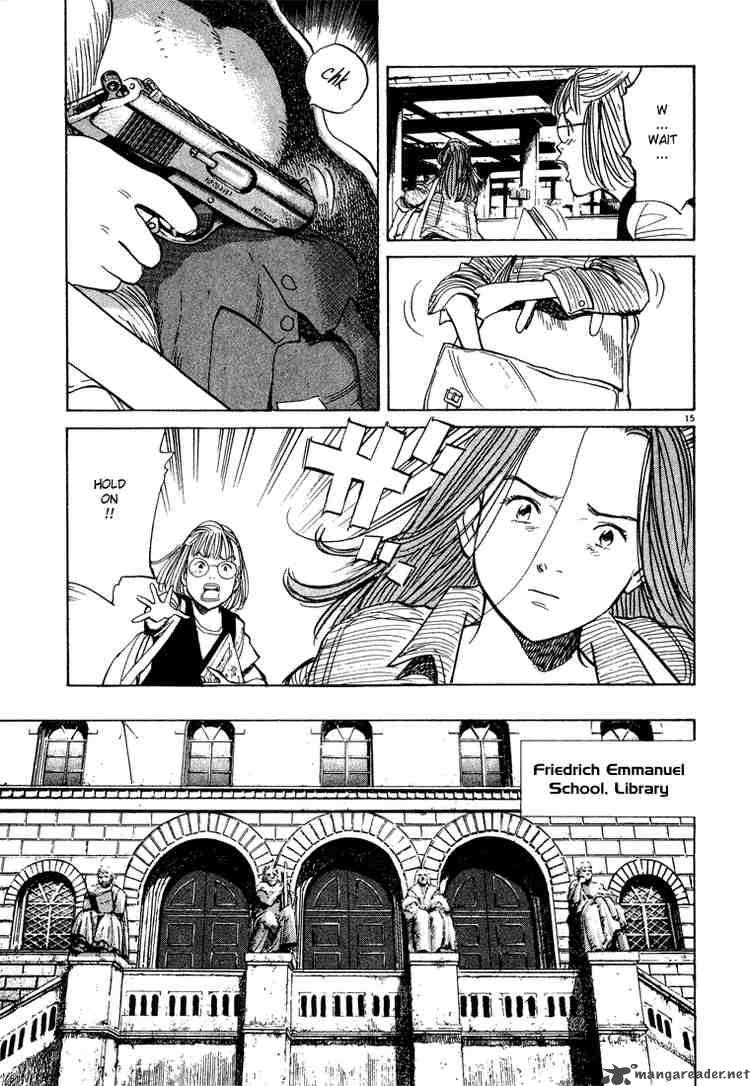 W
...
WAIT
...
Chk
15
HOLD
ON
!!
Friedrich Emmanuel
School, Library
mangareader.net